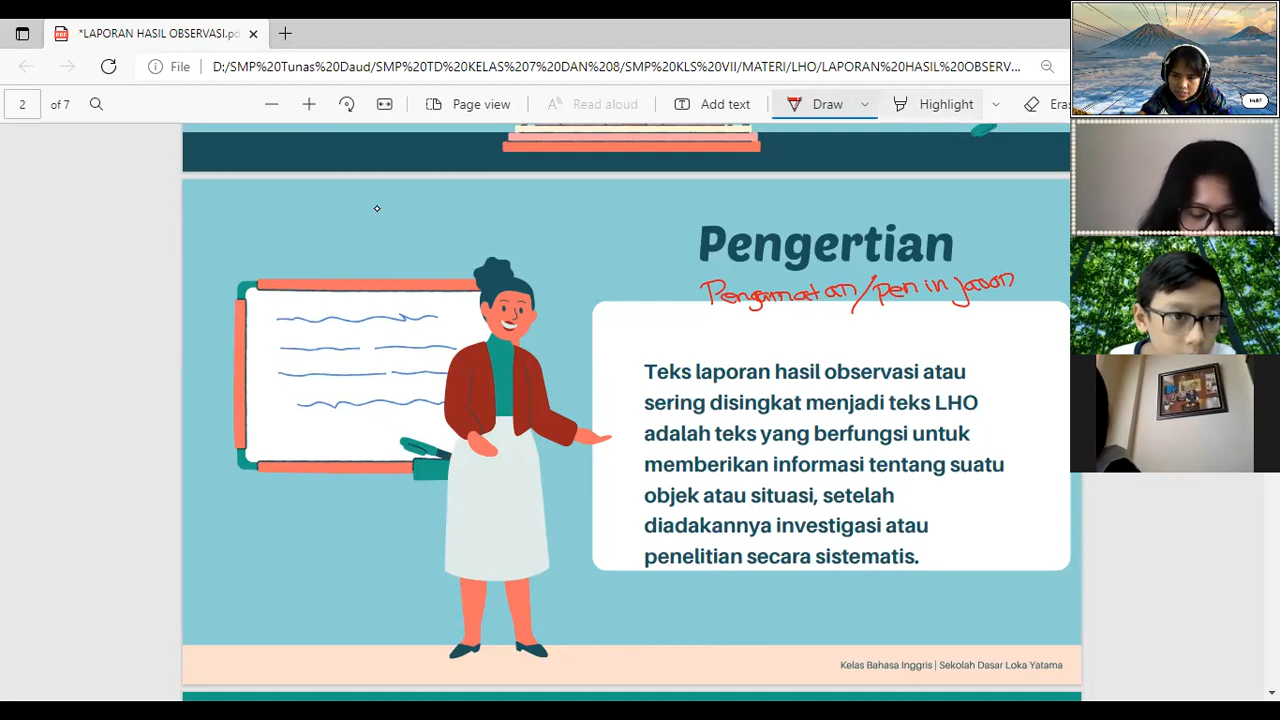 *LAPORAN HASIL OBSERVASI.pd
File D:/SMP%20Tunas%20Daud/SMP%20TD%20KELAS%207%20DAN%208/SMP%20KLS%20VII/MATERI/LHO/LAPORAN%20HASIL%20OBSERV...
2 of 7 Page view Read aloud Add text Draw Highlight Eras
Pengertian
Pengamatan/peninjauan
Teks laporan hasil observasi atau
sering disingkat menjadi teks LHO
adalah teks yang berfungsi untuk
memberikan informasi tentang suatu
objek atau situasi, setelah
diadakannya investigasi atau
penelitian secara sistematis.
Kelas Bahasa Inggris | Sekolah Dasar Loka Yatama